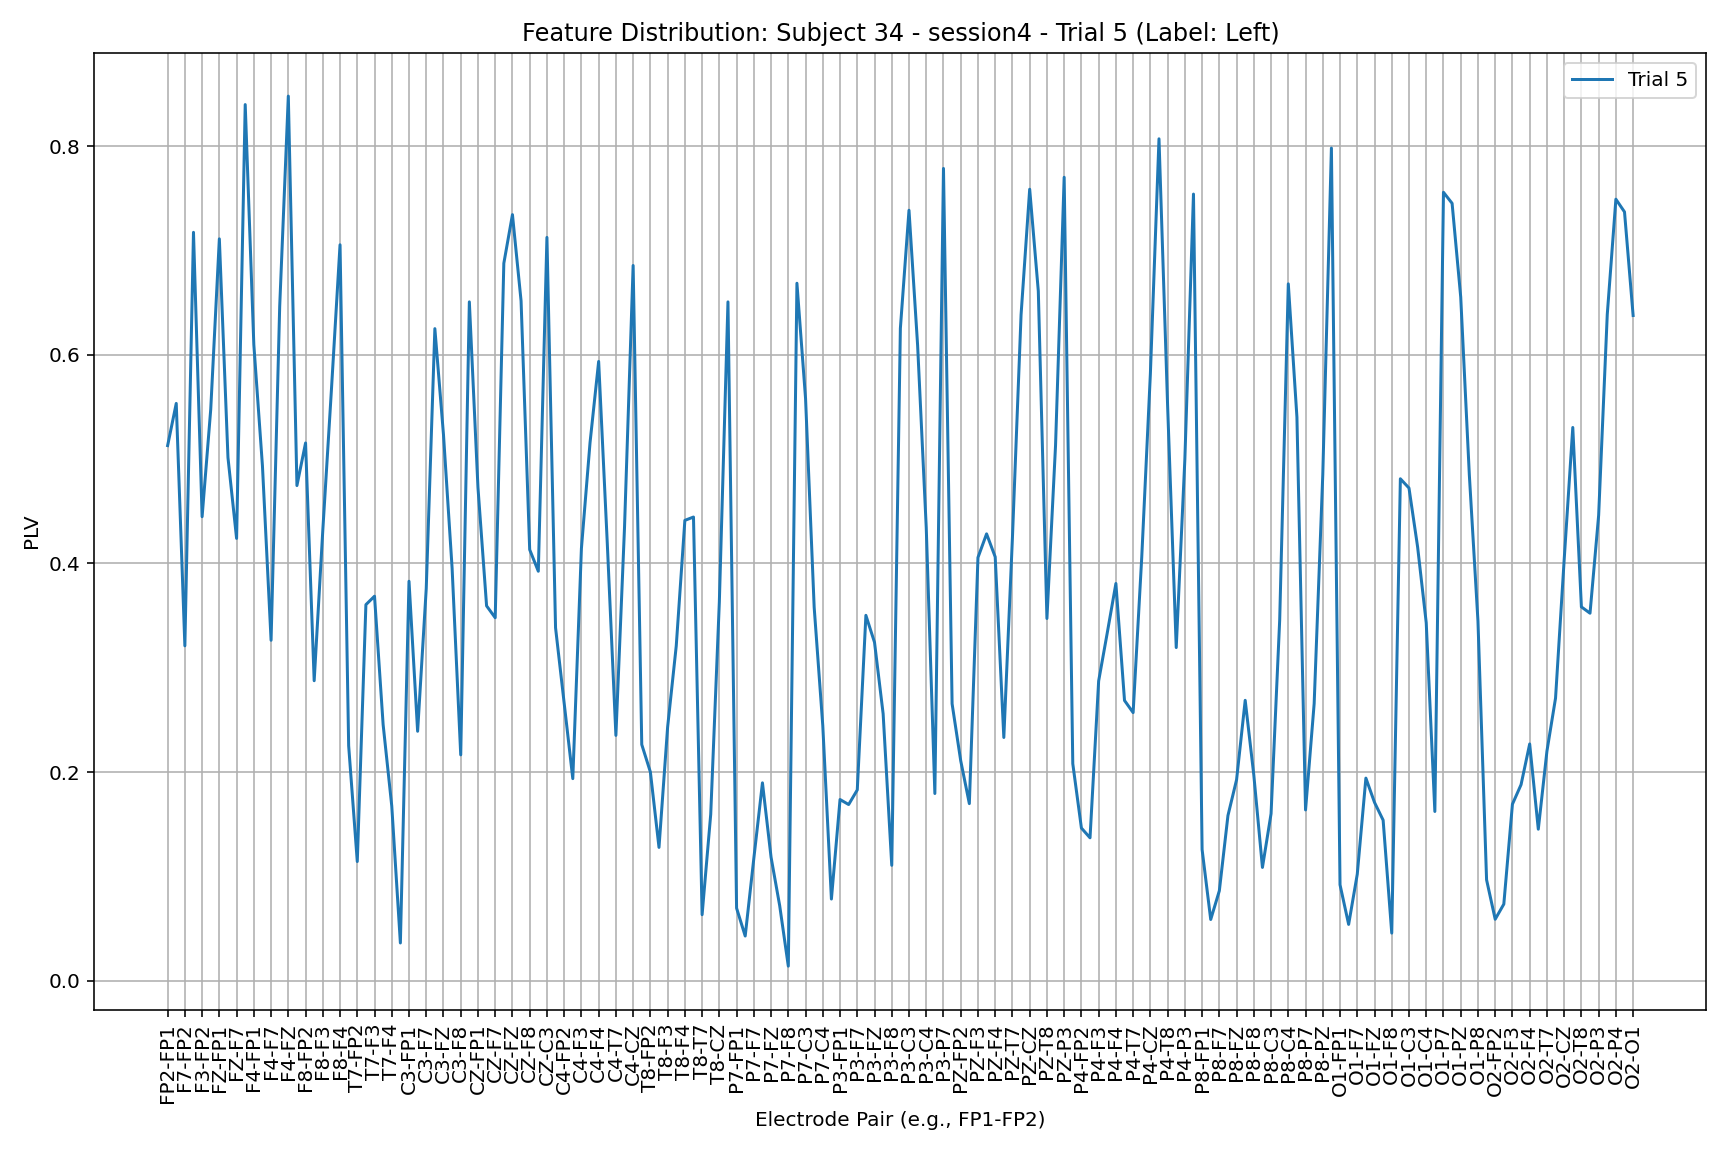 Feature Distribution: Subject 34 - session4 - Trial 5 (Label: Left)
Trial 5
PLV
0.8
0.6
0.4
0.2
0.0
FP2-FP1
F7-FP2
F3-FP2
FZ-FP1
FZ-F7
F4-FP1
F4-F7
F4-FZ
F8-FP2
F8-F3
F8-F4
T7-FP2
T7-F3
T7-F4
C3-FP1
C3-F7
C3-FZ
C3-F8
CZ-FP1
CZ-F7
CZ-FZ
CZ-F8
CZ-C3
C4-FP2
C4-F3
C4-F4
C4-T7
C4-CZ
T8-FP2
T8-F3
T8-F4
T8-T7
T8-CZ
P7-FP1
P7-F7
P7-FZ
P7-F8
P7-C3
P7-C4
P3-FP1
P3-F7
P3-FZ
P3-F8
P3-C3
P3-C4
P3-P7
PZ-FP2
PZ-F3
PZ-F4
PZ-T7
PZ-CZ
PZ-T8
PZ-P3
P4-FP2
P4-F3
P4-F4
P4-T7
P4-CZ
P4-T8
P4-P3
P8-FP1
P8-F7
P8-FZ
P8-F8
P8-C3
P8-C4
P8-P7
P8-PZ
O1-FP1
O1-F7
O1-FZ
O1-F8
O1-C3
O1-C4
O1-P7
O1-PZ
O1-P8
O2-FP2
O2-F3
O2-F4
O2-T7
O2-CZ
O2-T8
O2-P3
O2-P4
O2-O1
Electrode Pair (e.g., FP1-FP2)